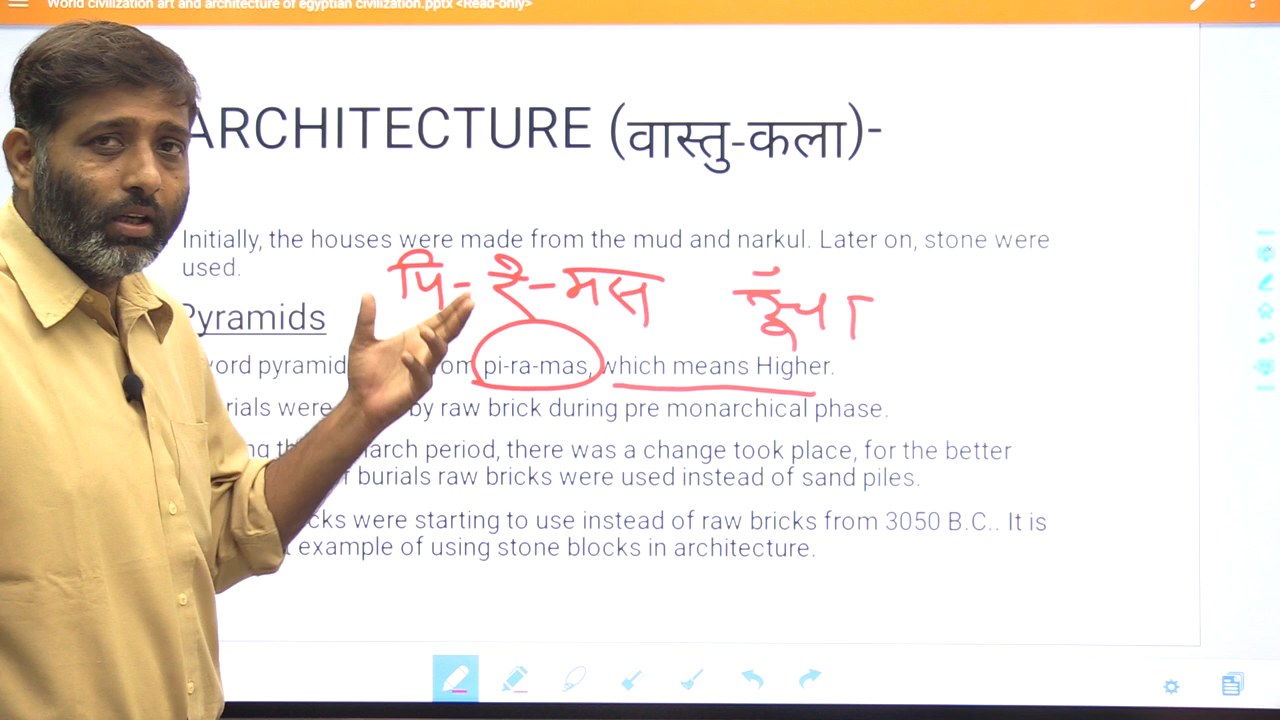 World civilization art and architecture of egyptian civilization.pptx <Read-only>
ARCHITECTURE (वास्तु-कला)-
Initially, the houses were made from the mud and narkul. Later on, stone were
used.
पि-रे-मस
Pyramids
word pyramid om pi-ra-mas, which means Higher.
rials were by raw brick during pre monarchical phase.
ng th arch period, there was a change took place, for the better
f burials raw bricks were used instead of sand piles.
cks were starting to use instead of raw bricks from 3050 B.C.. It is
t example of using stone blocks in architecture.